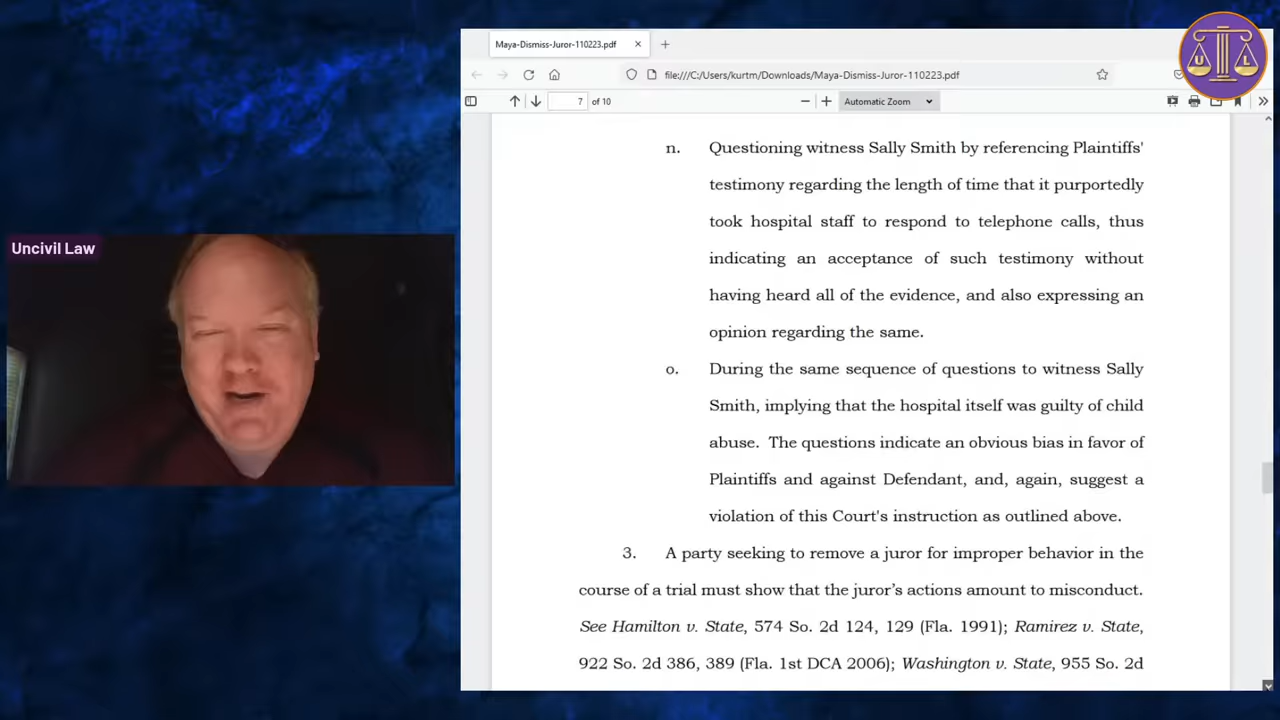 Maya-Dismiss-Juror-110223.pdf
file:///C:/Users/kurtm/Downloads/Maya-Dismiss-Juror-110223.pdf
7 of 10
Automatic Zoom
U L
Uncivil Law
n. Questioning witness Sally Smith by referencing Plaintiffs'
testimony regarding the length of time that it purportedly
took hospital staff to respond to telephone calls, thus
indicating an acceptance of such testimony without
having heard all of the evidence, and also expressing an
opinion regarding the same.
o. During the same sequence of questions to witness Sally
Smith, implying that the hospital itself was guilty of child
abuse. The questions indicate an obvious bias in favor of
Plaintiffs and against Defendant, and, again, suggest a
violation of this Court's instruction as outlined above.
3. A party seeking to remove a juror for improper behavior in the
course of a trial must show that the juror's actions amount to misconduct.
See Hamilton v. State, 574 So. 2d 124, 129 (Fla. 1991); Ramirez v. State,
922 So. 2d 386, 389 (Fla. 1st DCA 2006); Washington v. State, 955 So. 2d